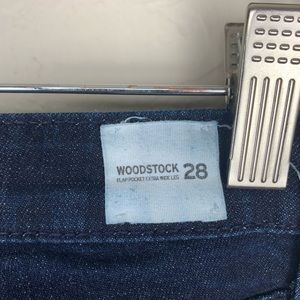 WOODSTOCK 28
FLAP POCKET EXTRA WIDE LEG